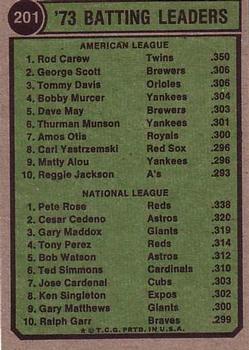 201 '73 BATTING LEADERS
AMERICAN LEAGUE
1. Rod Carew Twins .350
2. George Scott Brewers .306
3. Tommy Davis Orioles .306
4. Bobby Murcer Yankees .304
5. Dave May Brewers .303
6. Thurman Munson Yankees .301
7. Amos Otis Royals .300
8. Carl Yastrzemski Red Sox .296
9. Matty Alou Yankees .296
10. Reggie Jackson A's .293
NATIONAL LEAGUE
1. Pete Rose Reds .338
2. Cesar Cedeno Astros .320
3. Gary Maddox Giants .319
4. Tony Perez Reds .314
5. Bob Watson Astros .312
6. Ted Simmons Cardinals .310
7. Jose Cardenal Cubs .303
8. Ken Singleton Expos .302
9. Gary Matthews Giants .300
10. Ralph Garr Braves .299
© T.C.G. PRTD. IN U.S.A.